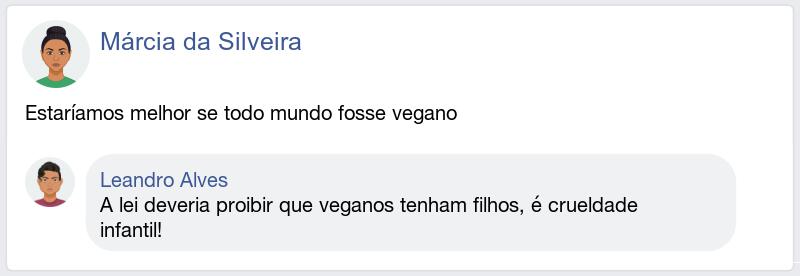 Márcia da Silveira
Estaríamos melhor se todo mundo fosse vegano
Leandro Alves
A lei deveria proibir que veganos tenham filhos, é crueldade
infantil!